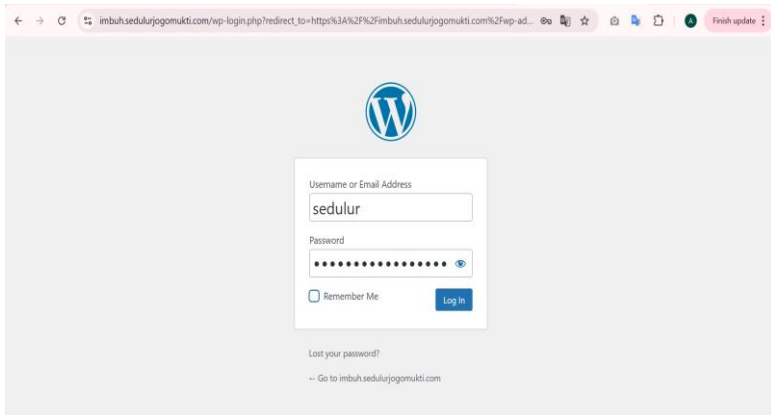 imbuh.sedulurjogomukti.com/wp-login.php?redirect_to=https%3A%2F%2Fimbuh.sedulurjogomukti.com%2Fwp-ad...
Finish update
Username or Email Address
sedulur
Password
•••••••••••••••••
Remember Me
Log In
Lost your password?
← Go to imbuh.sedulurjogomukti.com